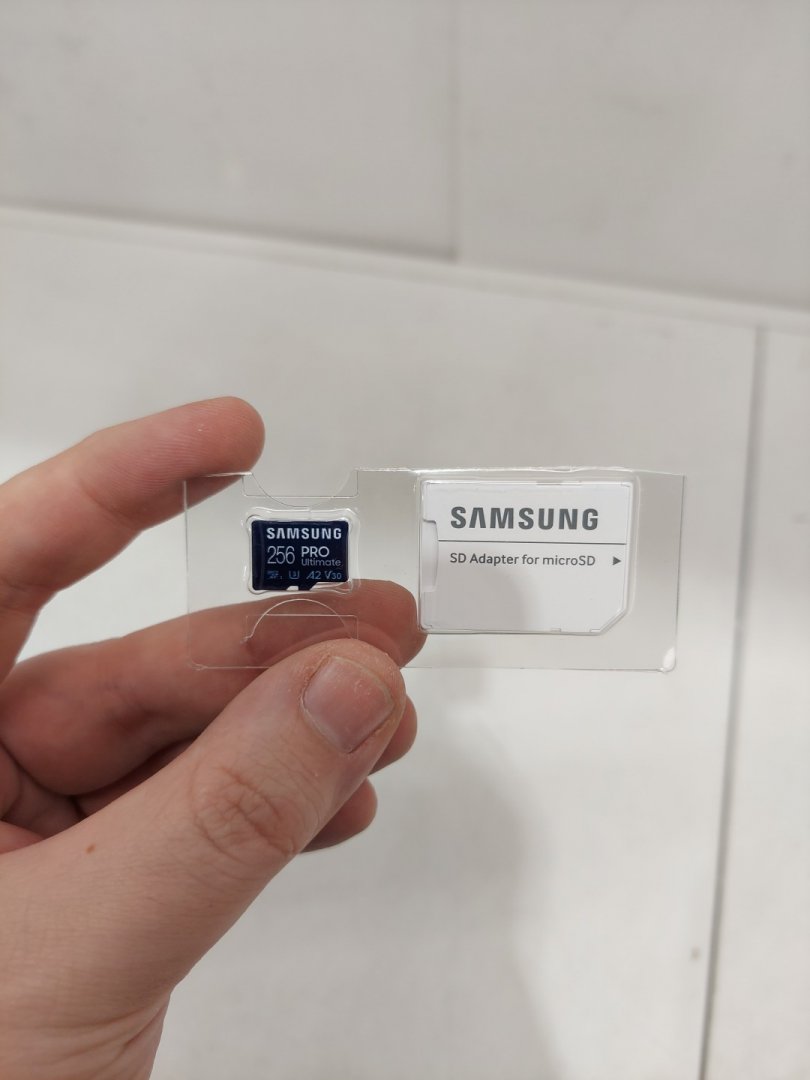 SAMSUNG
256 PRO
Ultimate
I U3 A2 V30
SAMSUNG
SD Adapter for microSD ▶